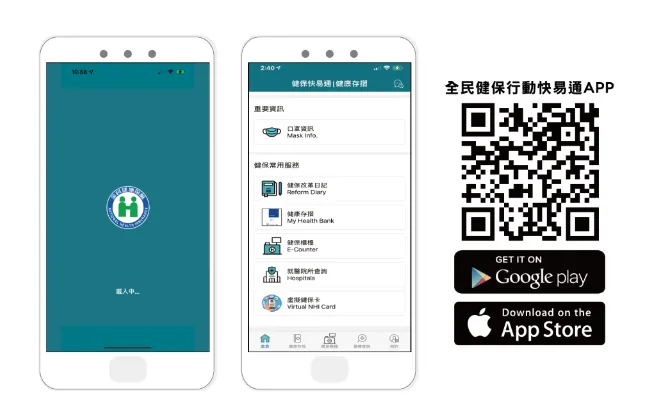 10:58
載入中...
2:40
健保快易通|健康存摺
重要資訊
口罩資訊
Mask Info.
健保常用服務
健保改革日記
Reform Diary
健康存摺
My Health Bank
健保櫃檯
E-Counter
就醫院所查詢
Hospitals
虛擬健保卡
Virtual NHI Card
全民健保行動快易通APP
GET IT ON
Google play
Download on the
App Store